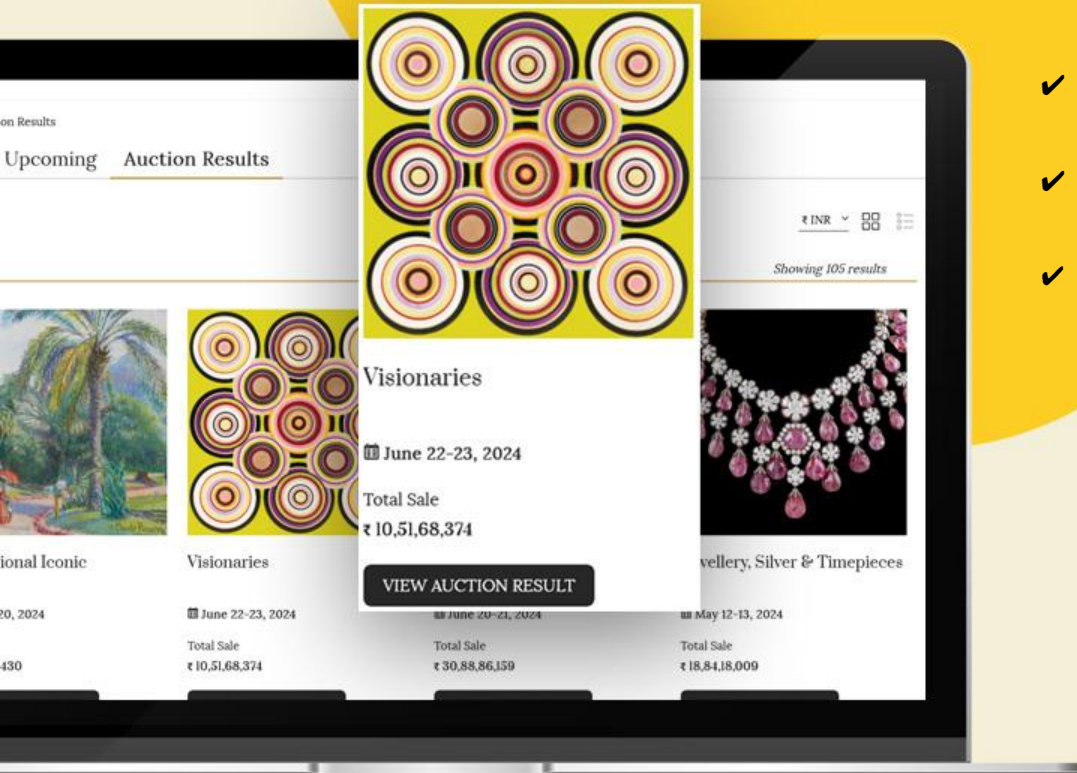 on Results
Upcoming Auction Results
₹ INR
Showing 105 results
Visionaries
June 22-23, 2024
Total Sale
₹ 10,51,68,374
VIEW AUCTION RESULT
ional Iconic
20, 2024
430
Visionaries
June 22-23, 2024
Total Sale
₹ 10,51,68,374
June 20-21, 2024
Total Sale
₹ 30,88,86,159
vellery, Silver & Timepieces
May 12-13, 2024
Total Sale
₹ 18,84,18,009